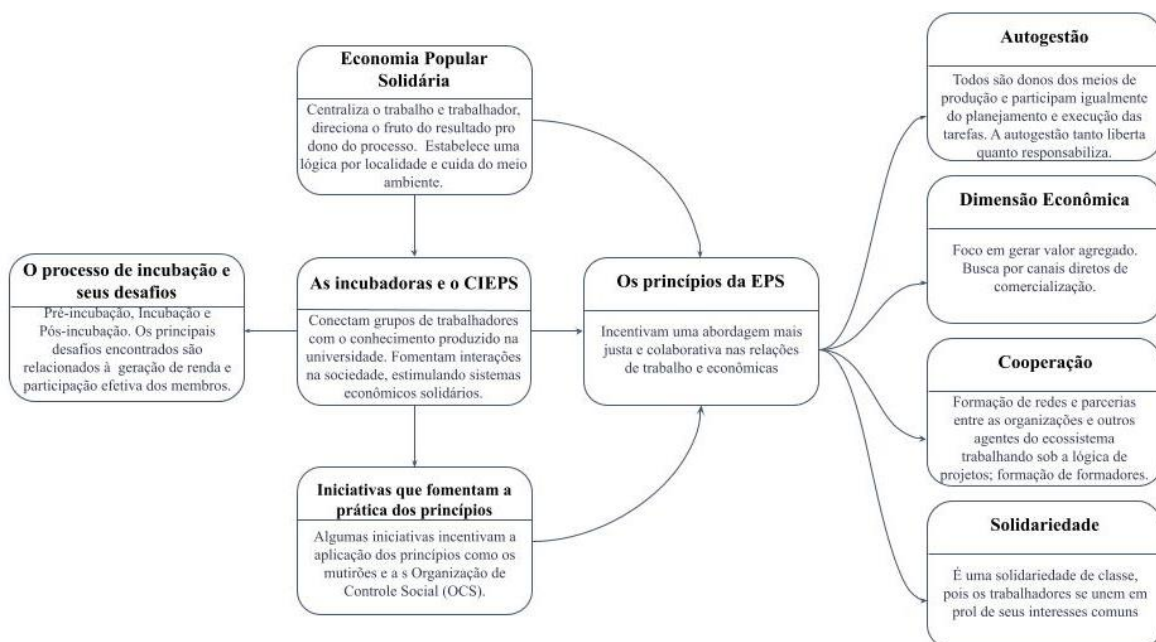 Economia Popular
Solidária
Centraliza o trabalho e trabalhador,
direciona o fruto do resultado pro
dono do processo. Estabelece uma
lógica por localidade e cuida do meio
ambiente.
O processo de incubação e
seus desafios
Pré-incubação, Incubação e
Pós-incubação. Os principais
desafios encontrados são
relacionados à geração de renda e
participação efetiva dos membros.
As incubadoras e o CIEPS
Conectam grupos de trabalhadores
com o conhecimento produzido na
universidade. Fomentam interações
na sociedade, estimulando sistemas
econômicos solidários.
Iniciativas que fomentam a
prática dos princípios
Algumas iniciativas incentivam a
aplicação dos princípios como os
mutirões e a s Organização de
Controle Social (OCS).
Os princípios da EPS
Incentivam uma abordagem mais
justa e colaborativa nas relações
de trabalho e econômicas
Autogestão
Todos são donos dos meios de
produção e participam igualmente
do planejamento e execução das
tarefas. A autogestão tanto liberta
quanto responsabiliza.
Dimensão Econômica
Foco em gerar valor agregado.
Busca por canais diretos de
comercialização.
Cooperação
Formação de redes e parcerias
entre as organizações e outros
agentes do ecossistema
trabalhando sob a lógica de
projetos; formação de formadores.
Solidariedade
É uma solidariedade de classe,
pois os trabalhadores se unem em
prol de seus interesses comuns